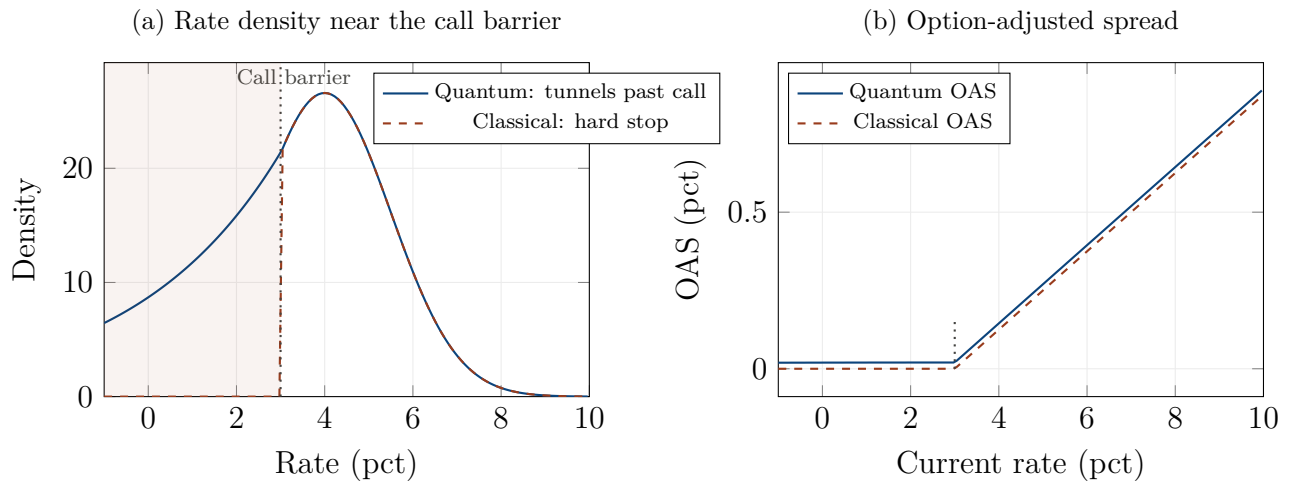 (a) Rate density near the call barrier
Call barrier
Quantum: tunnels past call
Classical: hard stop
20
10
0
Density
0 2 4 6 8 10
Rate (pct)
(b) Option-adjusted spread
Quantum OAS
Classical OAS
0.5
0
OAS (pct)
0 2 4 6 8 10
Current rate (pct)